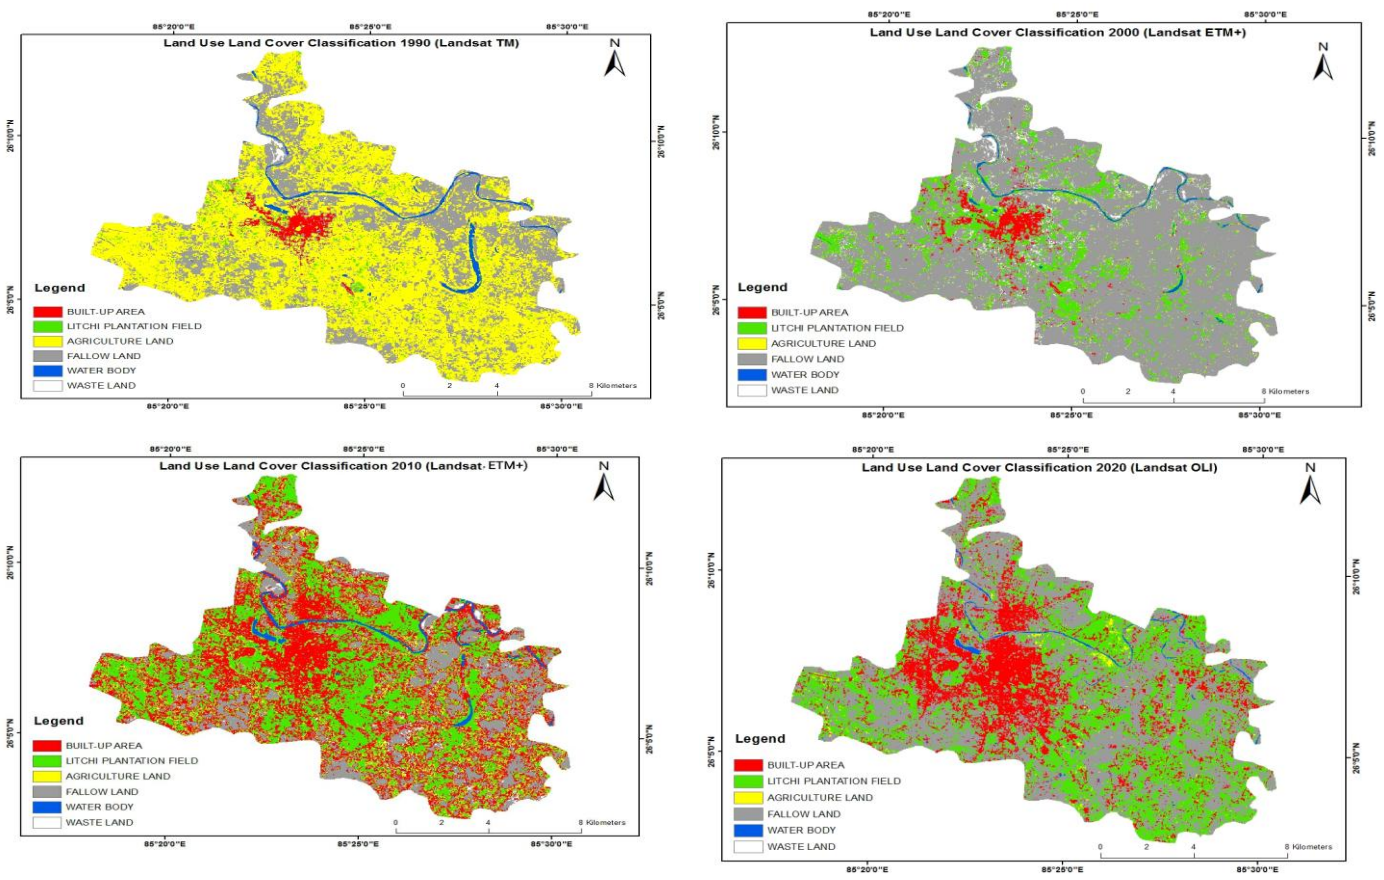 85°20'0"E 85°25'0"E 85°30'0"E
Land Use Land Cover Classification 1990 (Landsat TM)
N
26°10'0"N 26°10'0"N
26°5'0"N 26°5'0"N
Legend
BUILT-UP AREA
LITCHI PLANTATION FIELD
AGRICULTURE LAND
FALLOW LAND
WATER BODY
WASTE LAND
0 2 4 8 Kilometers
85°20'0"E 85°25'0"E 85°30'0"E
85°20'0"E 85°25'0"E 85°30'0"E
Land Use Land Cover Classification 2000 (Landsat ETM+)
N
26°10'0"N 26°10'0"N
26°5'0"N 26°5'0"N
Legend
BUILT-UP AREA
LITCHI PLANTATION FIELD
AGRICULTURE LAND
FALLOW LAND
WATER BODY
WASTE LAND
0 2 4 8 Kilometers
85°20'0"E 85°25'0"E 85°30'0"E
85°20'0"E 85°25'0"E 85°30'0"E
Land Use Land Cover Classification 2010 (Landsat-ETM+)
N
26°10'0"N 26°10'0"N
26°5'0"N 26°5'0"N
Legend
BUILT-UP AREA
LITCHI PLANTATION FIELD
AGRICULTURE LAND
FALLOW LAND
WATER BODY
WASTE LAND
0 2 4 8 Kilometers
85°20'0"E 85°25'0"E 85°30'0"E
85°20'0"E 85°25'0"E 85°30'0"E
Land Use Land Cover Classification 2020 (Landsat OLI)
N
26°10'0"N 26°10'0"N
26°5'0"N 26°5'0"N
Legend
BUILT-UP AREA
LITCHI PLANTATION FIELD
AGRICULTURE LAND
FALLOW LAND
WATER BODY
WASTE LAND
0 2 4 8 Kilometers
85°20'0"E 85°25'0"E 85°30'0"E